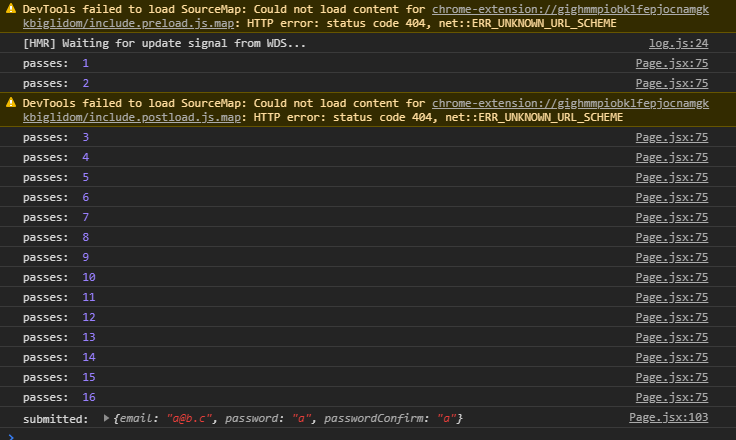 DevTools failed to load SourceMap: Could not load content for chrome-extension://gighmmpiobklfepjocnamgk
kbiglidom/include.preload.js.map: HTTP error: status code 404, net::ERR_UNKNOWN_URL_SCHEME
[HMR] Waiting for update signal from WDS... log.js:24
passes: 1 Page.jsx:75
passes: 2 Page.jsx:75
DevTools failed to load SourceMap: Could not load content for chrome-extension://gighmmpiobklfepjocnamgk
kbiglidom/include.postload.js.map: HTTP error: status code 404, net::ERR_UNKNOWN_URL_SCHEME
passes: 3 Page.jsx:75
passes: 4 Page.jsx:75
passes: 5 Page.jsx:75
passes: 6 Page.jsx:75
passes: 7 Page.jsx:75
passes: 8 Page.jsx:75
passes: 9 Page.jsx:75
passes: 10 Page.jsx:75
passes: 11 Page.jsx:75
passes: 12 Page.jsx:75
passes: 13 Page.jsx:75
passes: 14 Page.jsx:75
passes: 15 Page.jsx:75
passes: 16 Page.jsx:75
submitted: ▶{email: "a@b.c", password: "a", passwordConfirm: "a"} Page.jsx:103